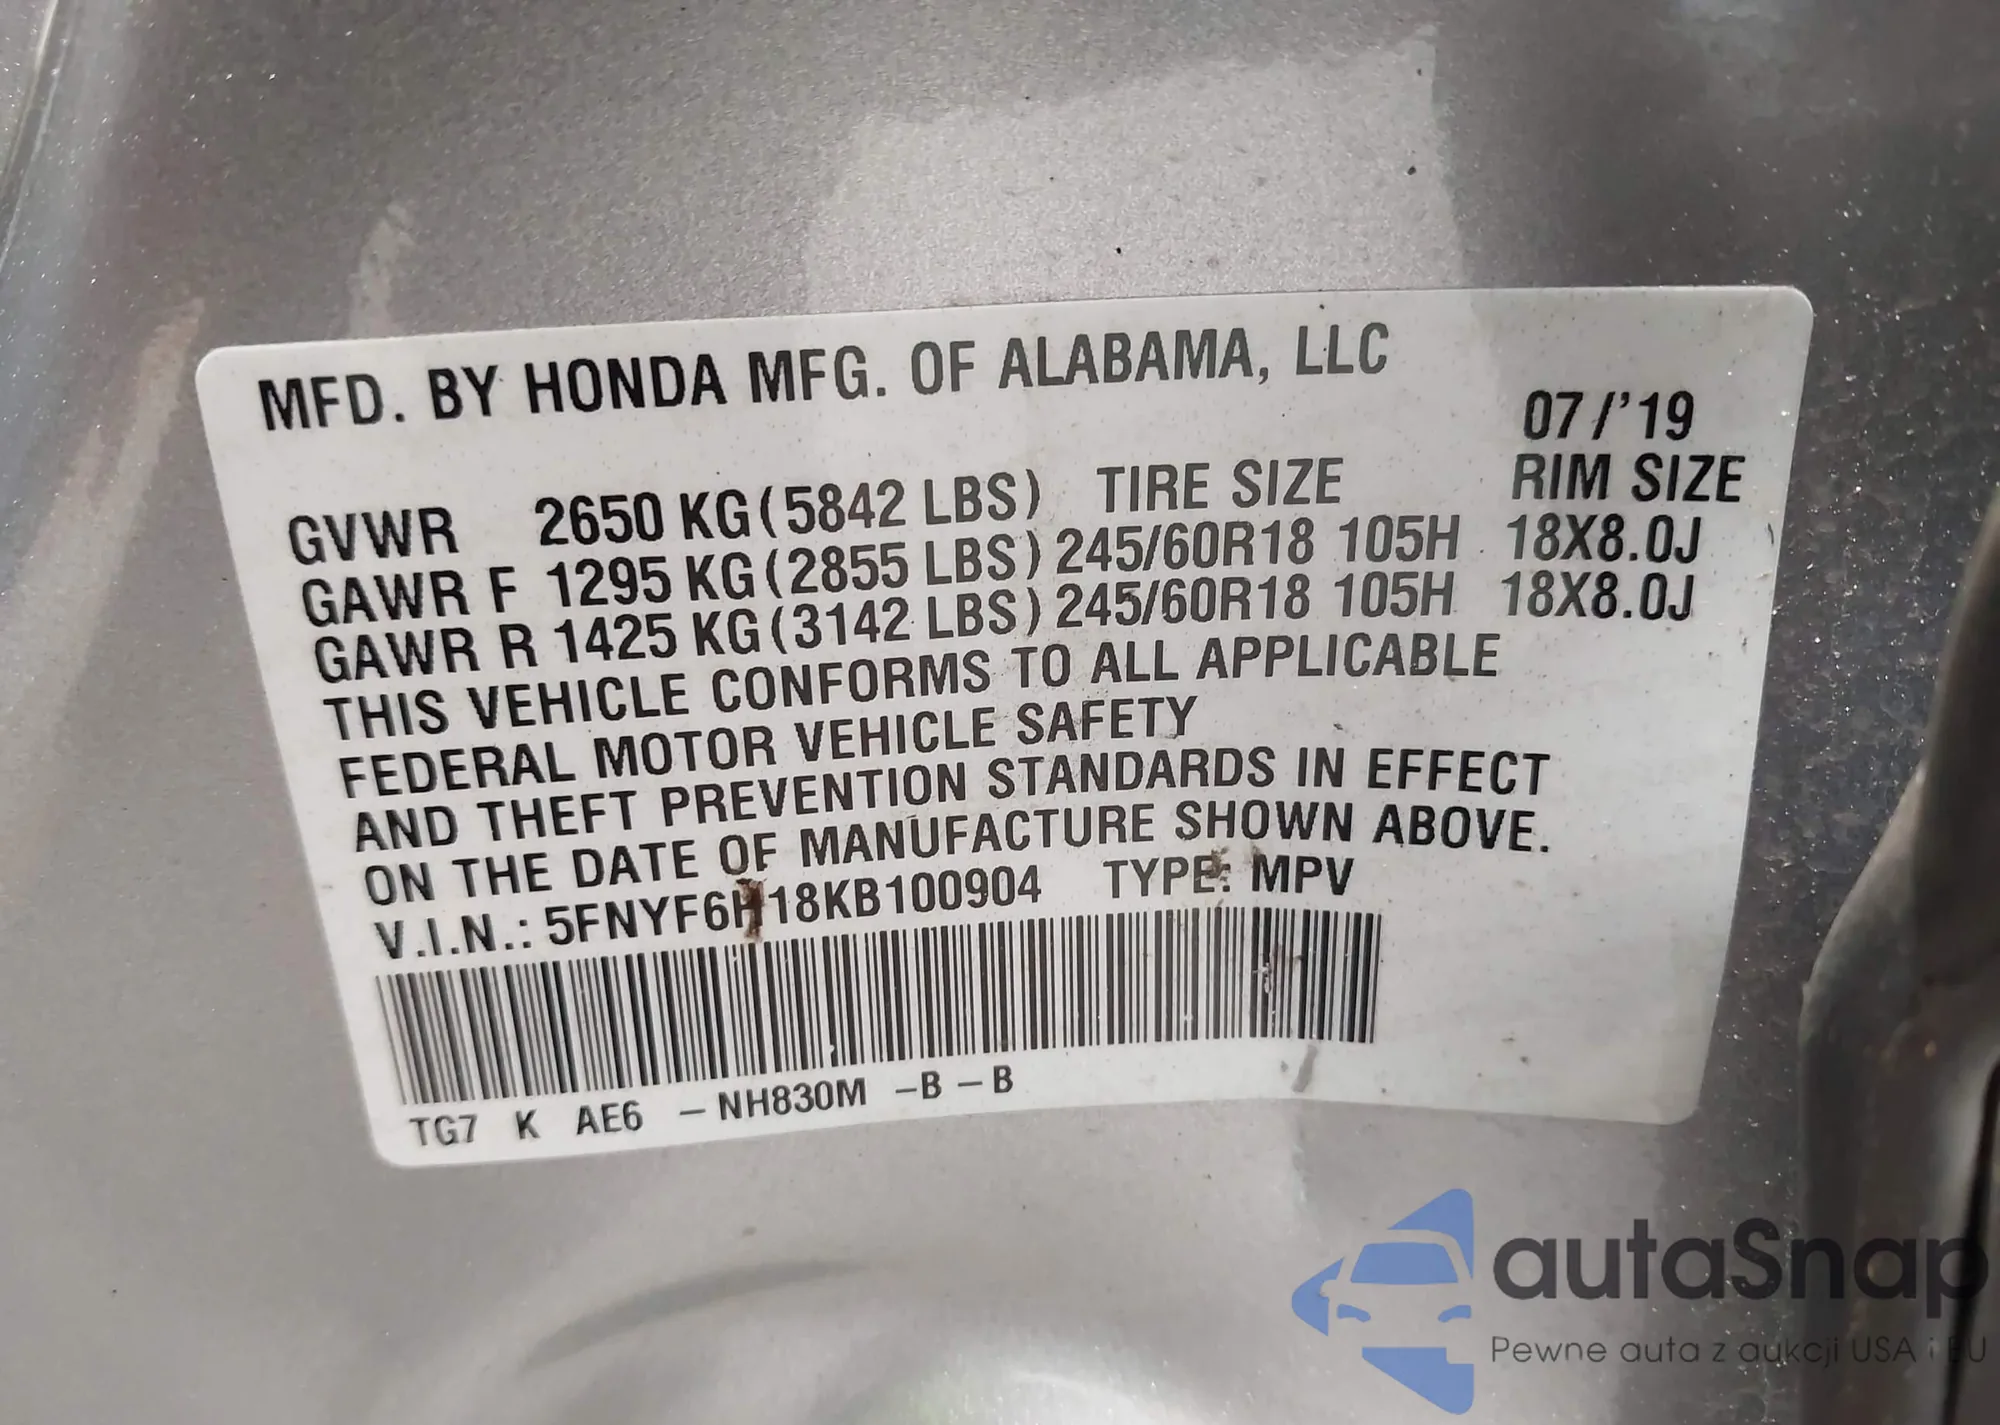 MFD. BY HONDA MFG. OF ALABAMA, LLC
07/'19
GVWR 2650 KG (5842 LBS) TIRE SIZE RIM SIZE
GAWR F 1295 KG (2855 LBS) 245/60R18 105H 18X8.0J
GAWR R 1425 KG (3142 LBS) 245/60R18 105H 18X8.0J
THIS VEHICLE CONFORMS TO ALL APPLICABLE
FEDERAL MOTOR VEHICLE SAFETY
AND THEFT PREVENTION STANDARDS IN EFFECT
ON THE DATE OF MANUFACTURE SHOWN ABOVE.
V.I.N.: 5FNYF6H18KB100904 TYPE: MPV
TG7 K AE6 -NH830M -B -B
autaSnap
Pewne auta z aukcji USA i EU